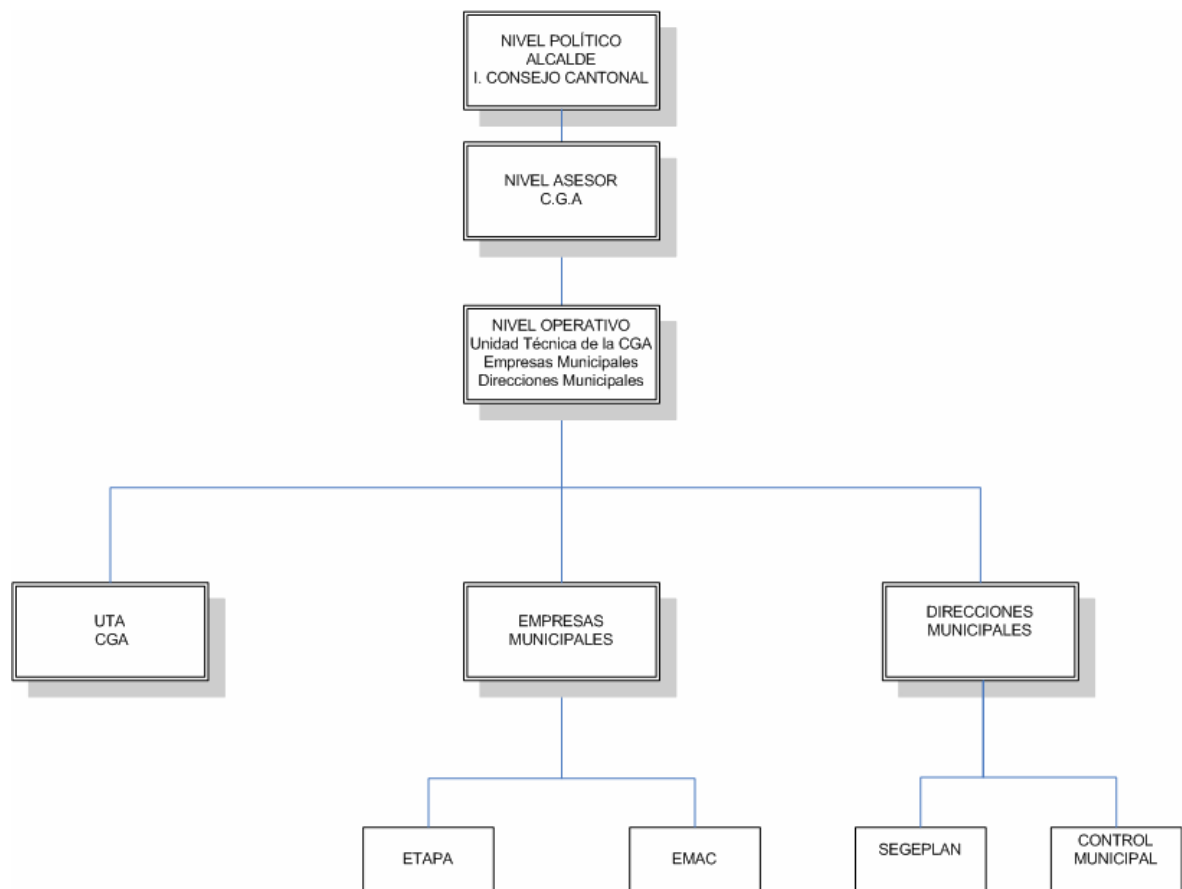 NIVEL POLÍTICO
ALCALDE
I. CONSEJO CANTONAL
NIVEL ASESOR
C.G.A
NIVEL OPERATIVO
Unidad Técnica de la CGA
Empresas Municipales
Direcciones Municipales
UTA
CGA
EMPRESAS
MUNICIPALES
DIRECCIONES
MUNICIPALES
ETAPA
EMAC
SEGEPLAN
CONTROL
MUNICIPAL